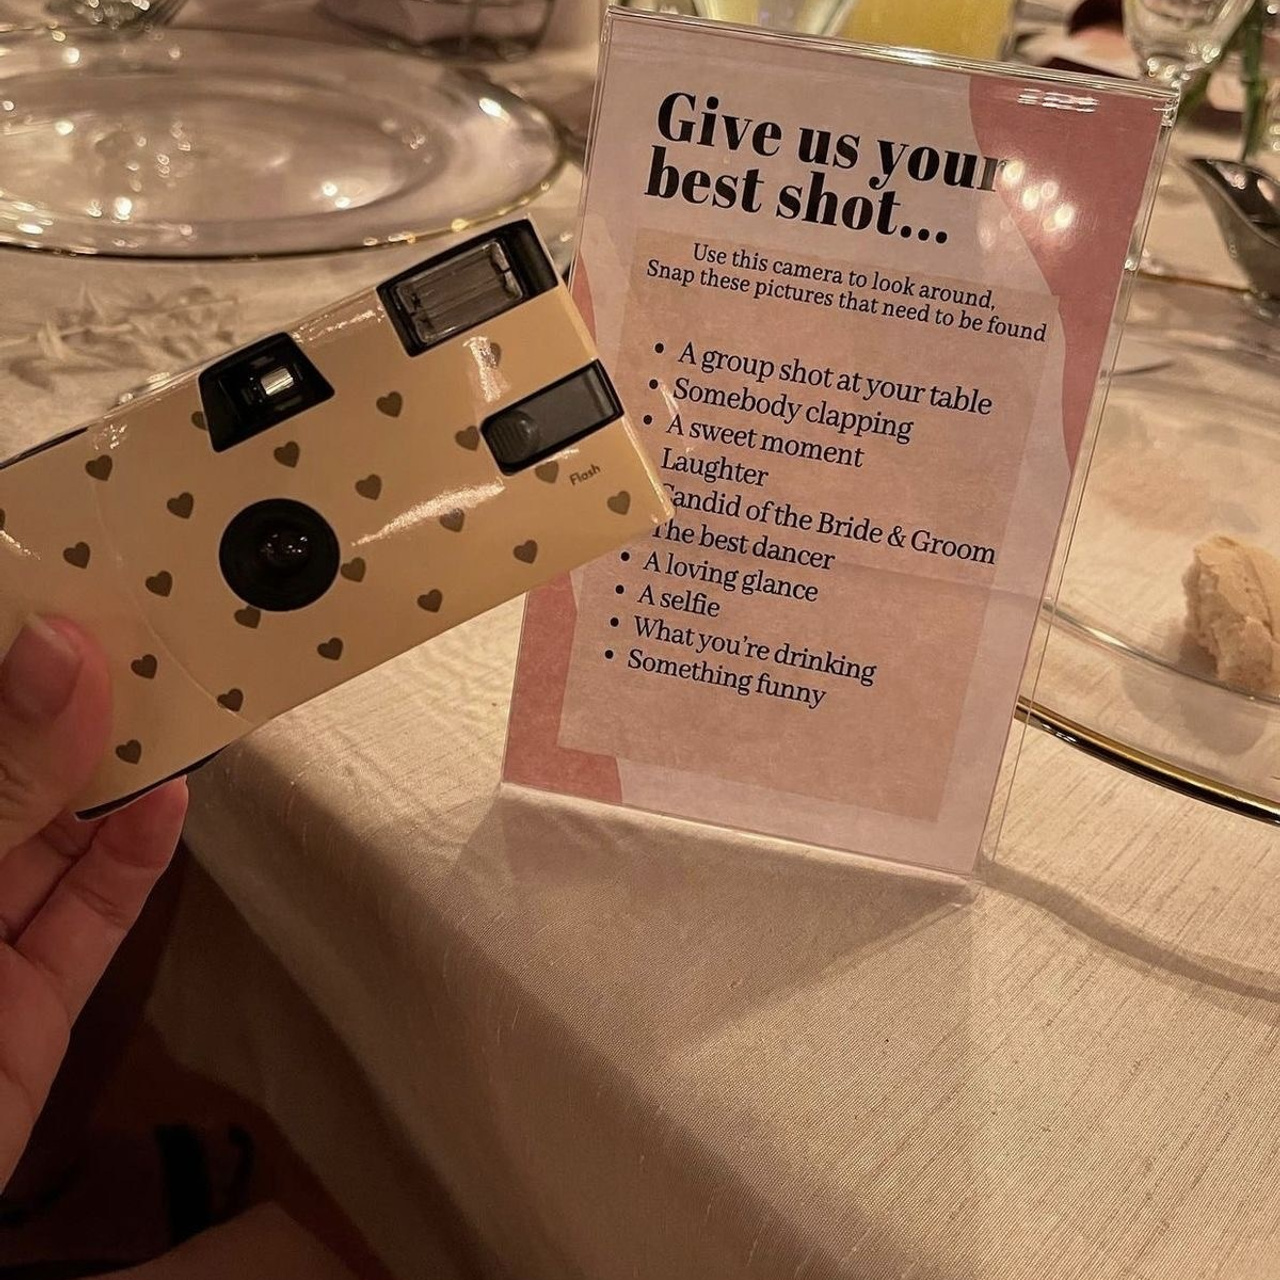 Give us your
best shot...
Use this camera to look around,
Snap these pictures that need to be found
• A group shot at your table
• Somebody clapping
• A sweet moment
Laughter
Candid of the Bride & Groom
The best dancer
• A loving glance
• A selfie
• What you're drinking
• Something funny
Flash